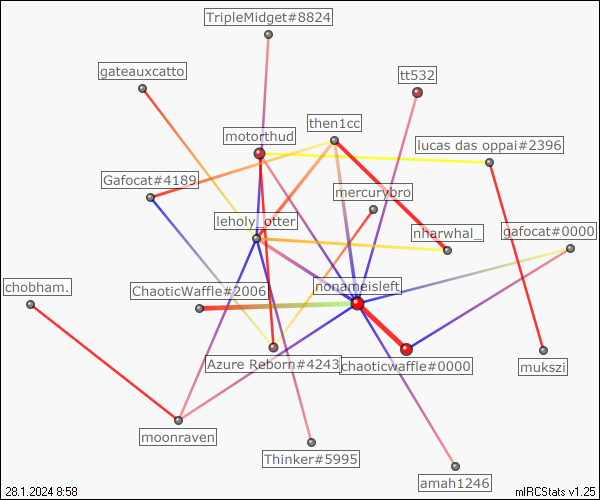 TripleMidget#8824
gateauxcatto
tt532
then1cc
motorthud
lucas das oppai#2396
Gafocat#4189
mercurybro
leholy_otter
nharwhal_
gafocat#0000
chobham.
ChaoticWaffle#2006
nonameisleft
Azure Reborn#4243
chaoticwaffle#0000
mukszi
moonraven
Thinker#5995
amah1246
28.1.2024 8:58
mIRCStats v1.25